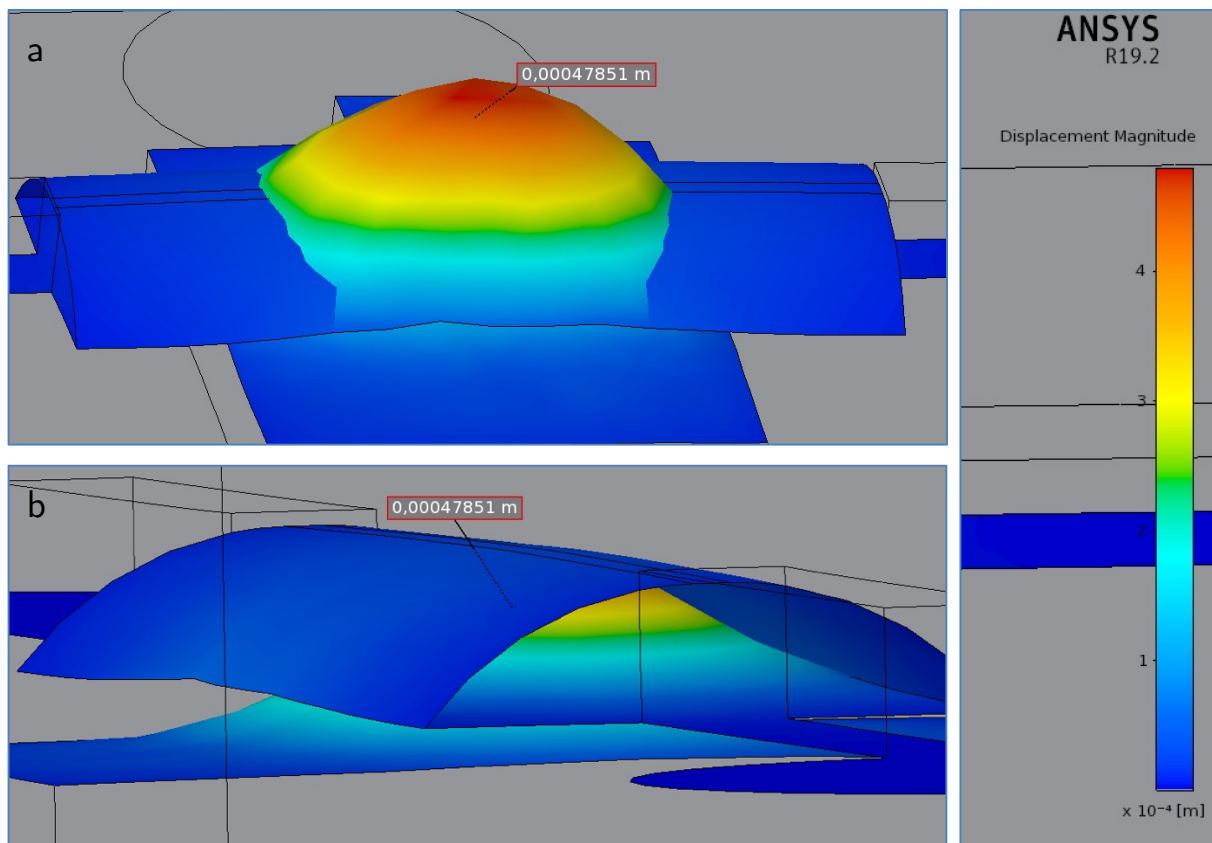 a
0,00047851 m
b
0,00047851 m
ANSYS
R19.2
Displacement Magnitude
4
3
2
1
x 10⁻⁴ [m]